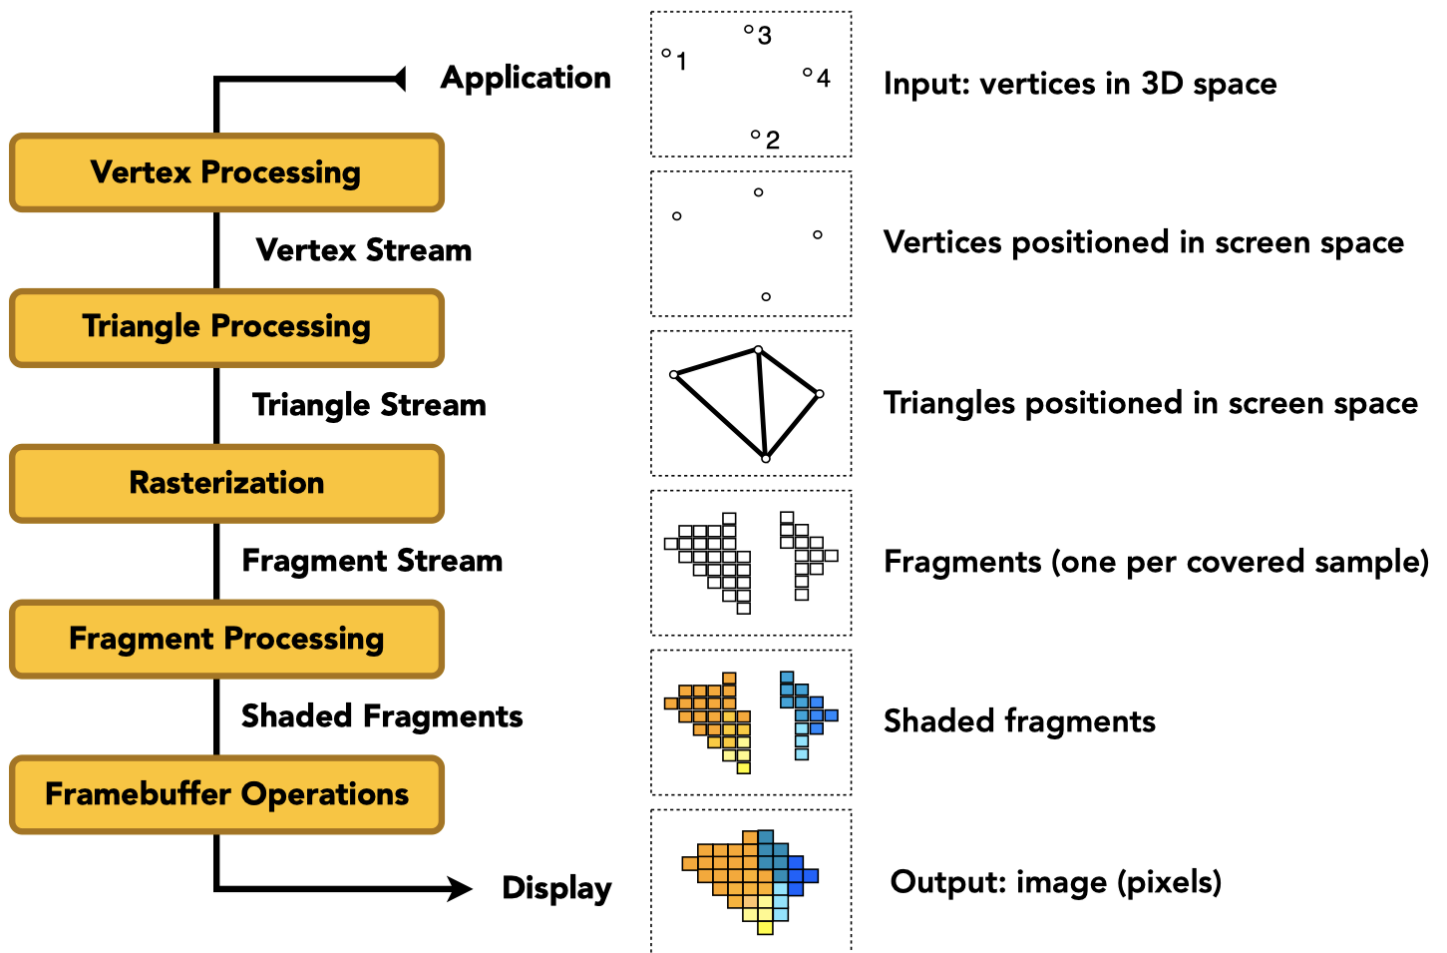 Application
3
1
4
2
Input: vertices in 3D space
Vertex Processing
Vertex Stream
Vertices positioned in screen space
Triangle Processing
Triangle Stream
Triangles positioned in screen space
Rasterization
Fragment Stream
Fragments (one per covered sample)
Fragment Processing
Shaded Fragments
Shaded fragments
Framebuffer Operations
Display
Output: image (pixels)